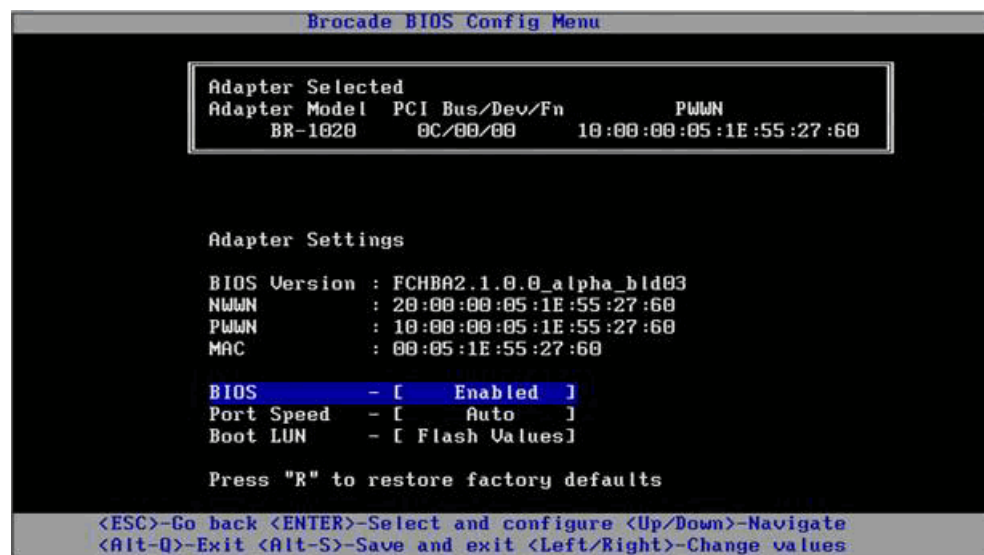 Brocade BIOS Config Menu
Adapter Selected
Adapter Model PCI Bus/Dev/Fn PWWN
BR-1020 0C/00/00 10:00:00:05:1E:55:27:60
Adapter Settings
BIOS Version : FCHBA2.1.0.0_alpha_bld03
NWWN : 20:00:00:05:1E:55:27:60
PWWN : 10:00:00:05:1E:55:27:60
MAC : 00:05:1E:55:27:60
BIOS - [ Enabled ]
Port Speed - [ Auto ]
Boot LUN - [ Flash Values]
Press "R" to restore factory defaults
<ESC>-Go back <ENTER>-Select and configure <Up/Down>-Navigate
<Alt-Q>-Exit <Alt-S>-Save and exit <Left/Right>-Change values